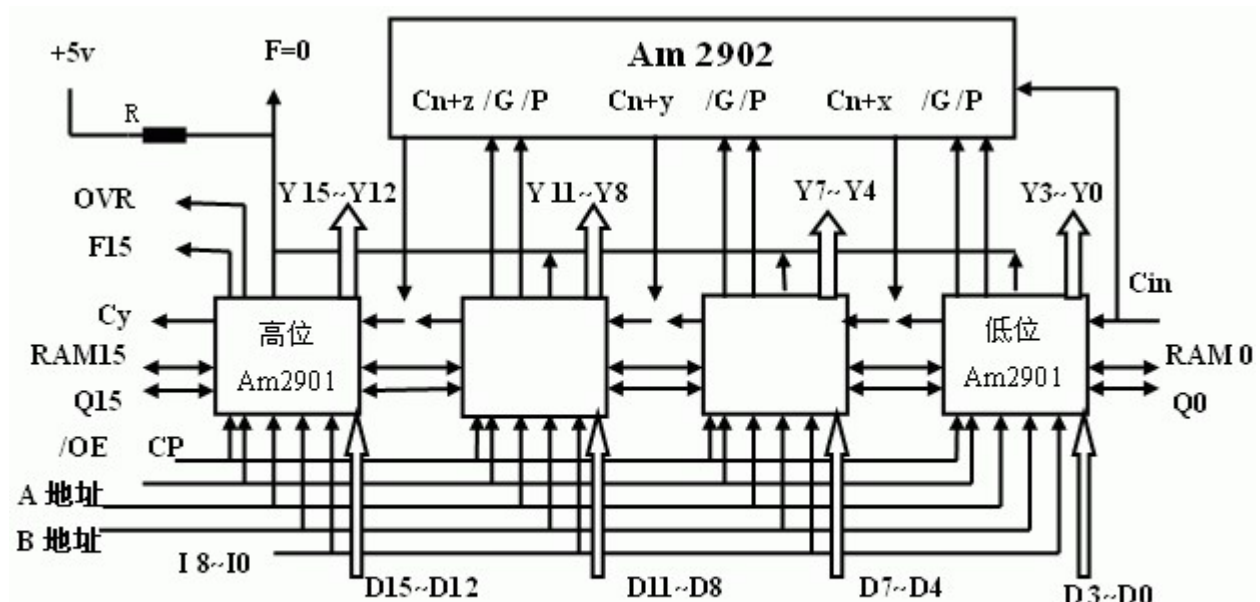 +5v
F=0
Am 2902
Cn+z /G /P
Cn+y /G /P
Cn+x /G /P
R
OVR
Y 15~Y12
Y 11~Y8
Y7~Y4
Y3~Y0
F15
Cin
Cy
高位
Am2901
低位
Am2901
RAM15
RAM 0
Q15
Q0
/OE
CP
A 地址
B 地址
I 8~I0
D15~D12
D11~D8
D7~D4
D3~D0